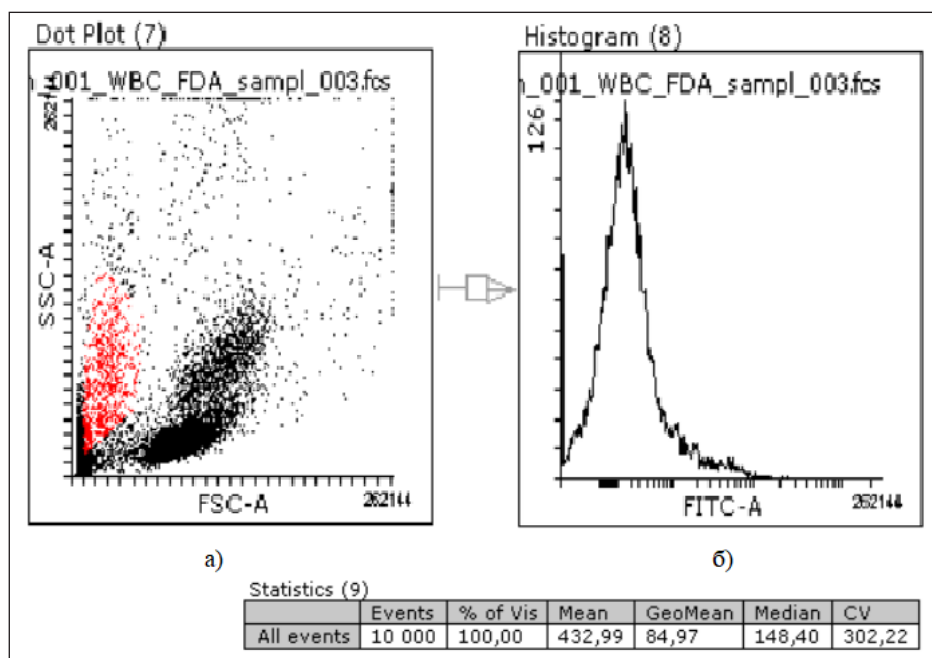 Dot Plot (7)
_001_WBC_FDA_sampl_003.fcs
SSC-A
FSC-A
262144
а)
Histogram (8)
_001_WBC_FDA_sampl_003.fcs
126
FITC-A
262144
б)
Statistics (9)
Events % of Vis Mean GeoMean Median CV
All events 10 000 100,00 432,99 84,97 148,40 302,22